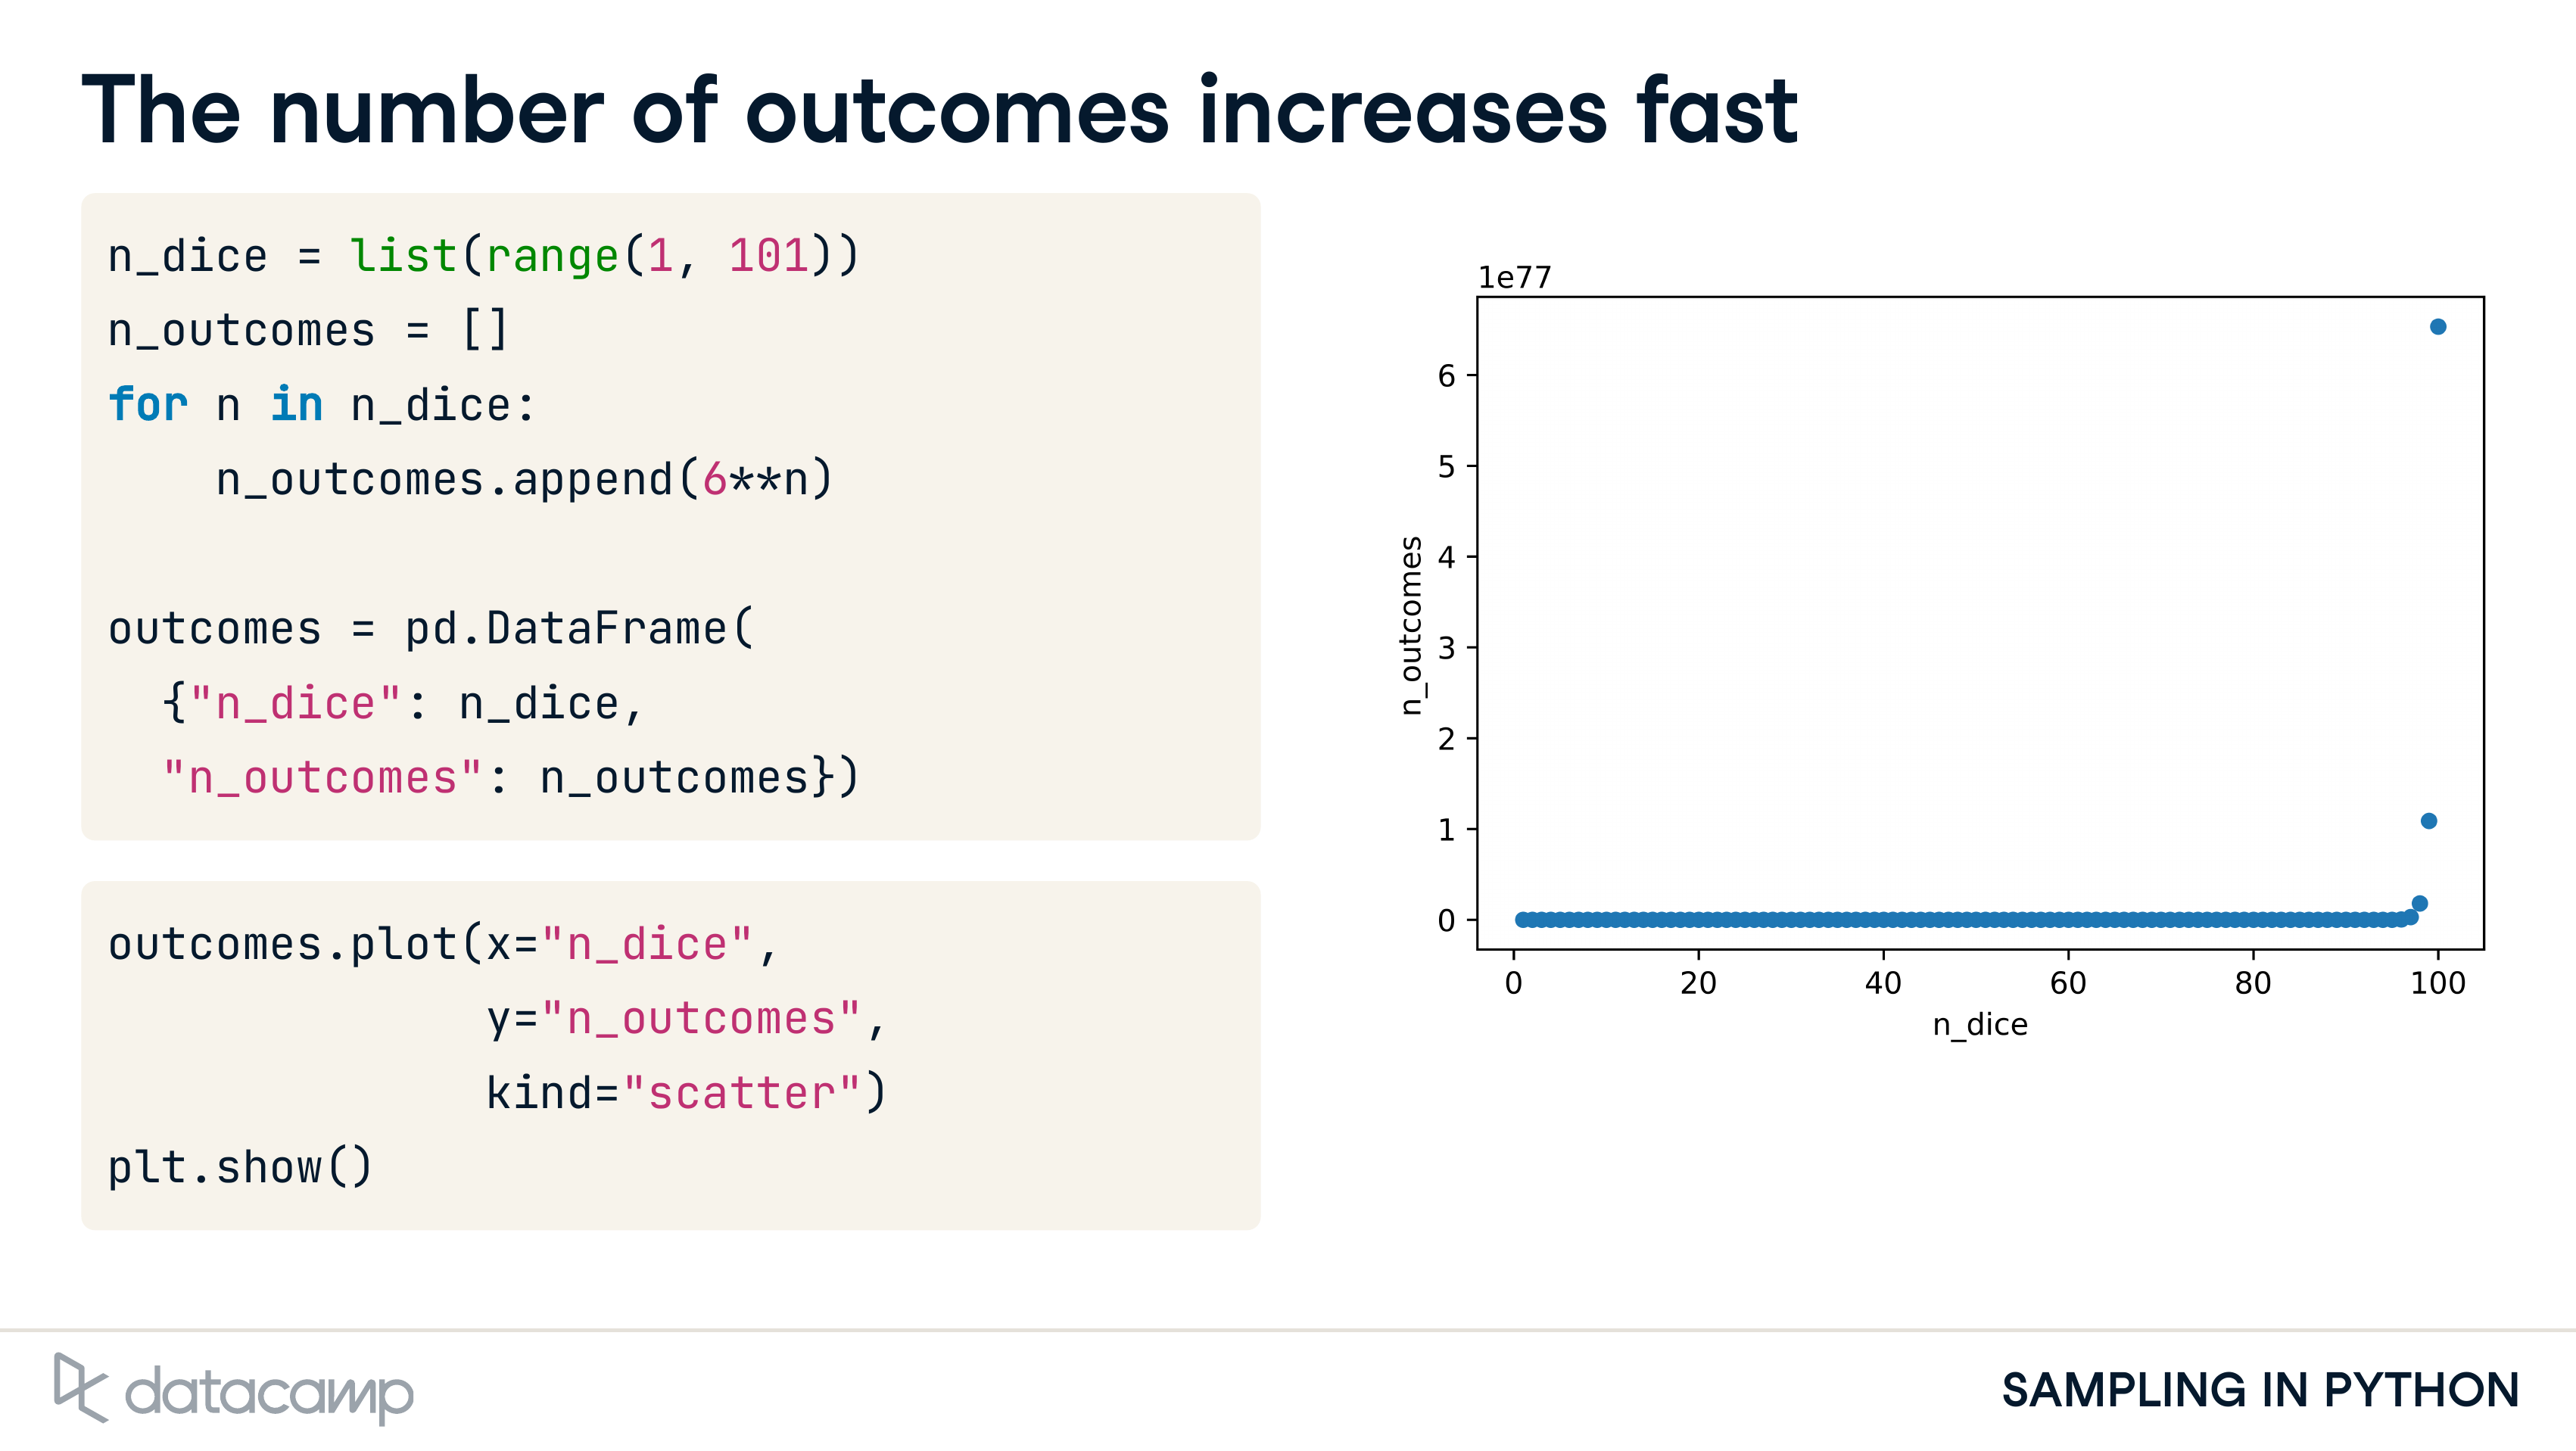 The number of outcomes increases fast
n_dice = list(range(1, 101))
n_outcomes = []
for n in n_dice:
    n_outcomes.append(6**n)

outcomes = pd.DataFrame(
  {"n_dice": n_dice,
  "n_outcomes": n_outcomes})
outcomes.plot(x="n_dice",
              y="n_outcomes",
              kind="scatter")
plt.show()
1e77
6
5
4
3
2
1
0
n_outcomes
0 20 40 60 80 100
n_dice
datacamp
SAMPLING IN PYTHON